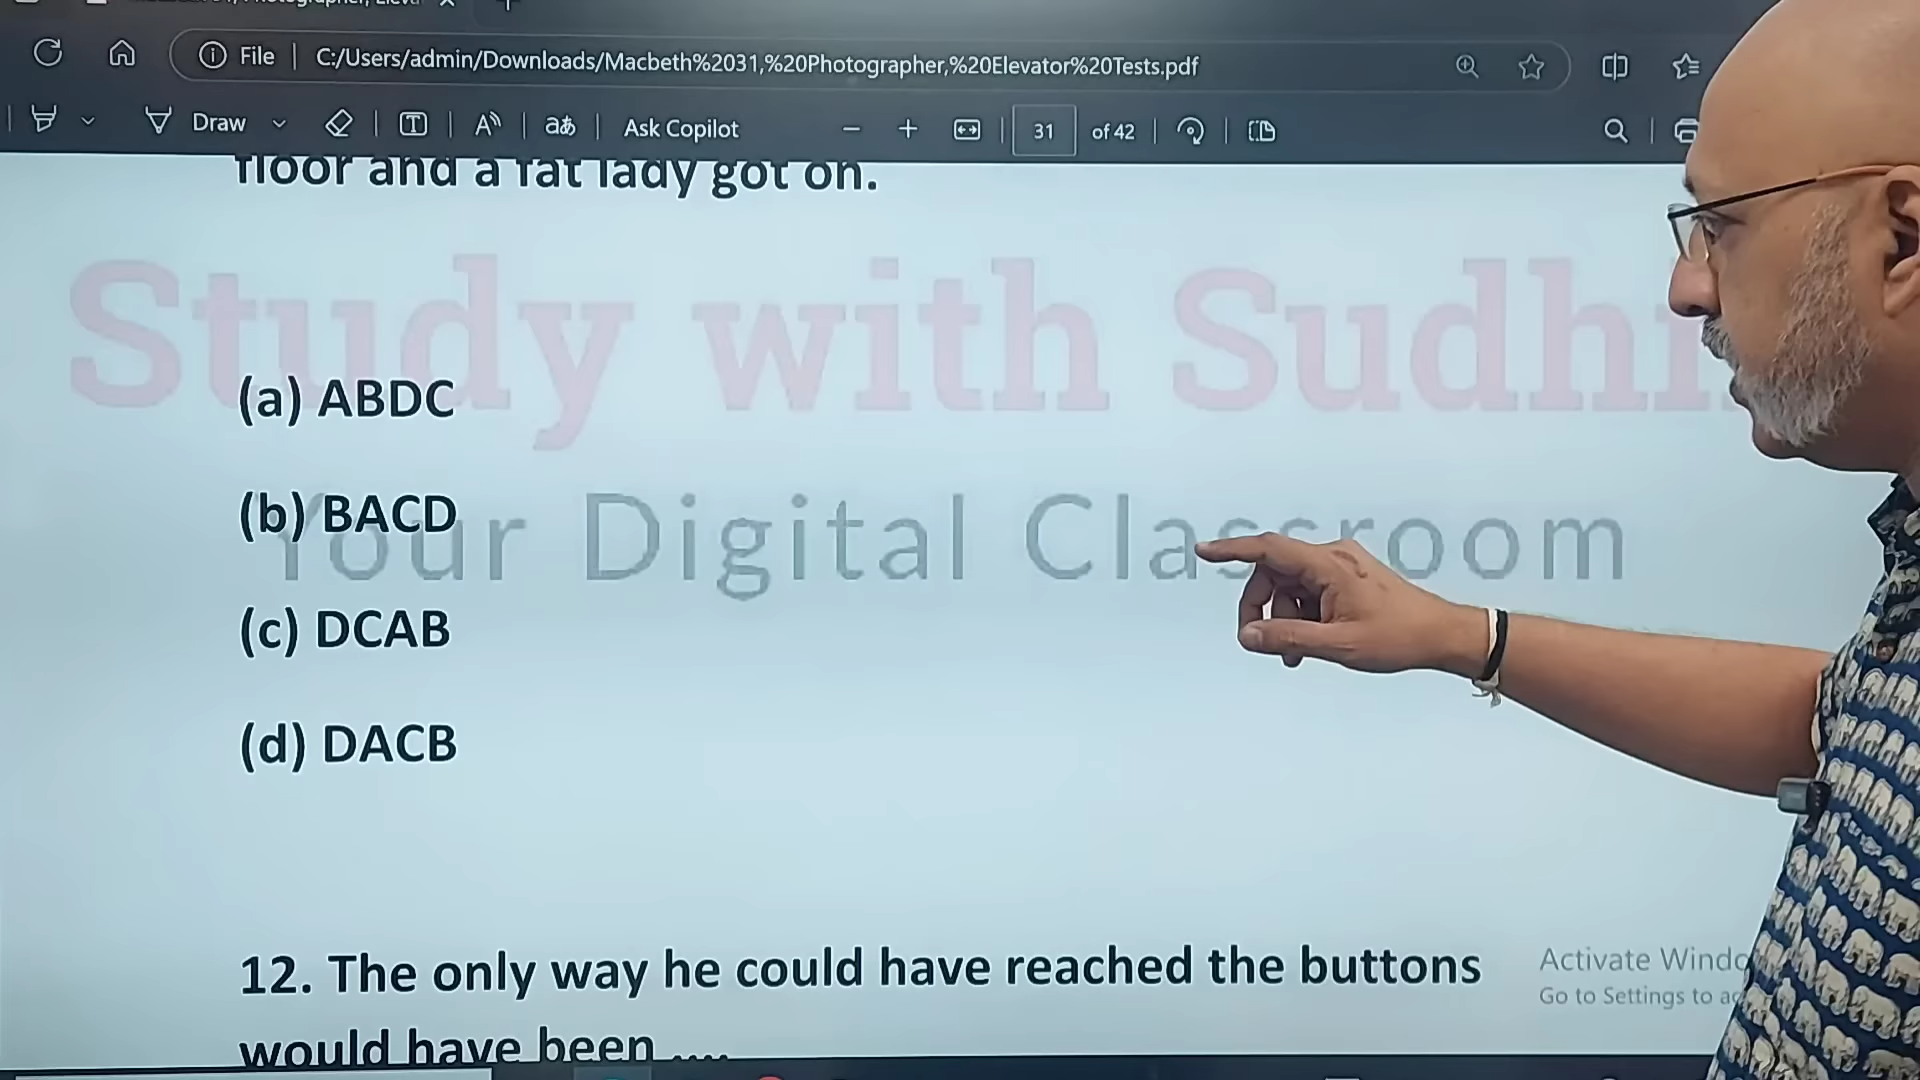 File
C:/Users/admin/Downloads/Macbeth%2031,%20Photographer,%20Elevator%20Tests.pdf
Draw
Ask Copilot
31 of 42
floor and a fat lady got on.
Study with Sudhi
(a) ABDC
(b) BACD
Your Digital Classroom
(c) DCAB
(d) DACB
12. The only way he could have reached the buttons
would have been ....
Activate Windo
Go to Settings to ac